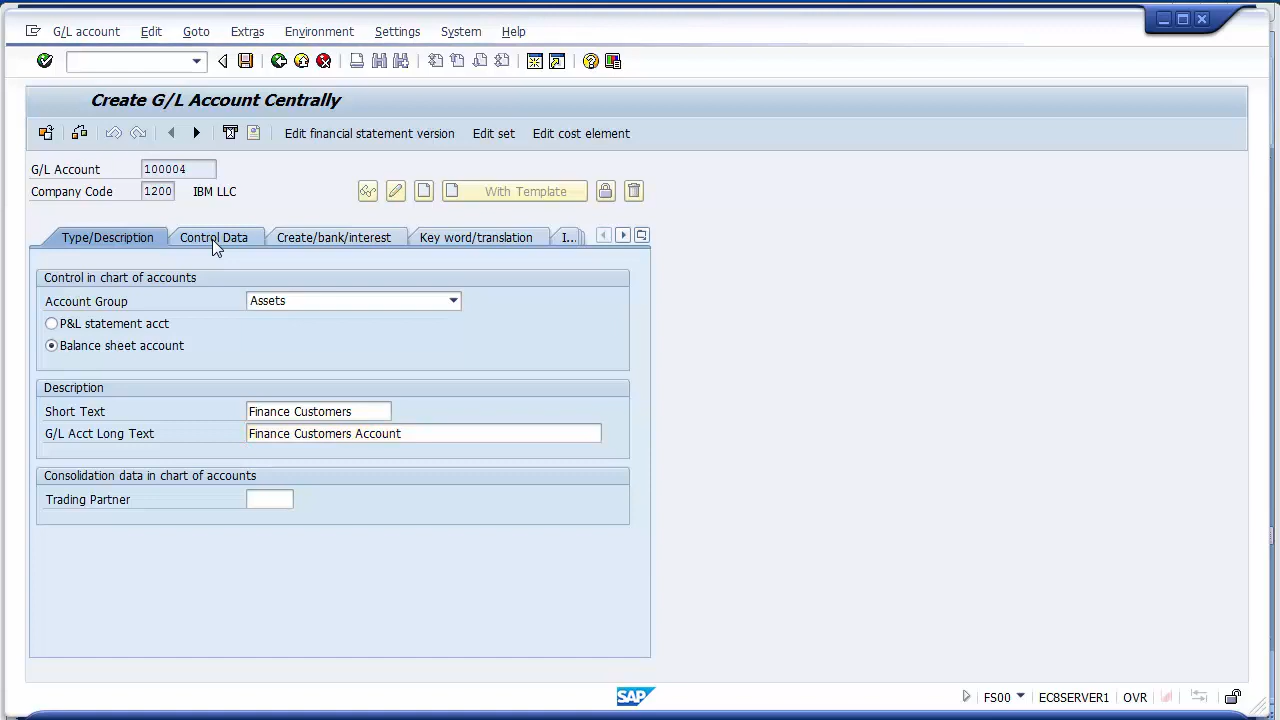 G/L account Edit Goto Extras Environment Settings System Help
Create G/L Account Centrally
Edit financial statement version Edit set Edit cost element
G/L Account 100004
Company Code 1200 IBM LLC With Template
Type/Description Control Data Create/bank/interest Key word/translation I...
Control in chart of accounts
Account Group Assets
P&L statement acct
Balance sheet account
Description
Short Text Finance Customers
G/L Acct Long Text Finance Customers Account
Consolidation data in chart of accounts
Trading Partner
SAP FS00 EC8SERVER1 OVR